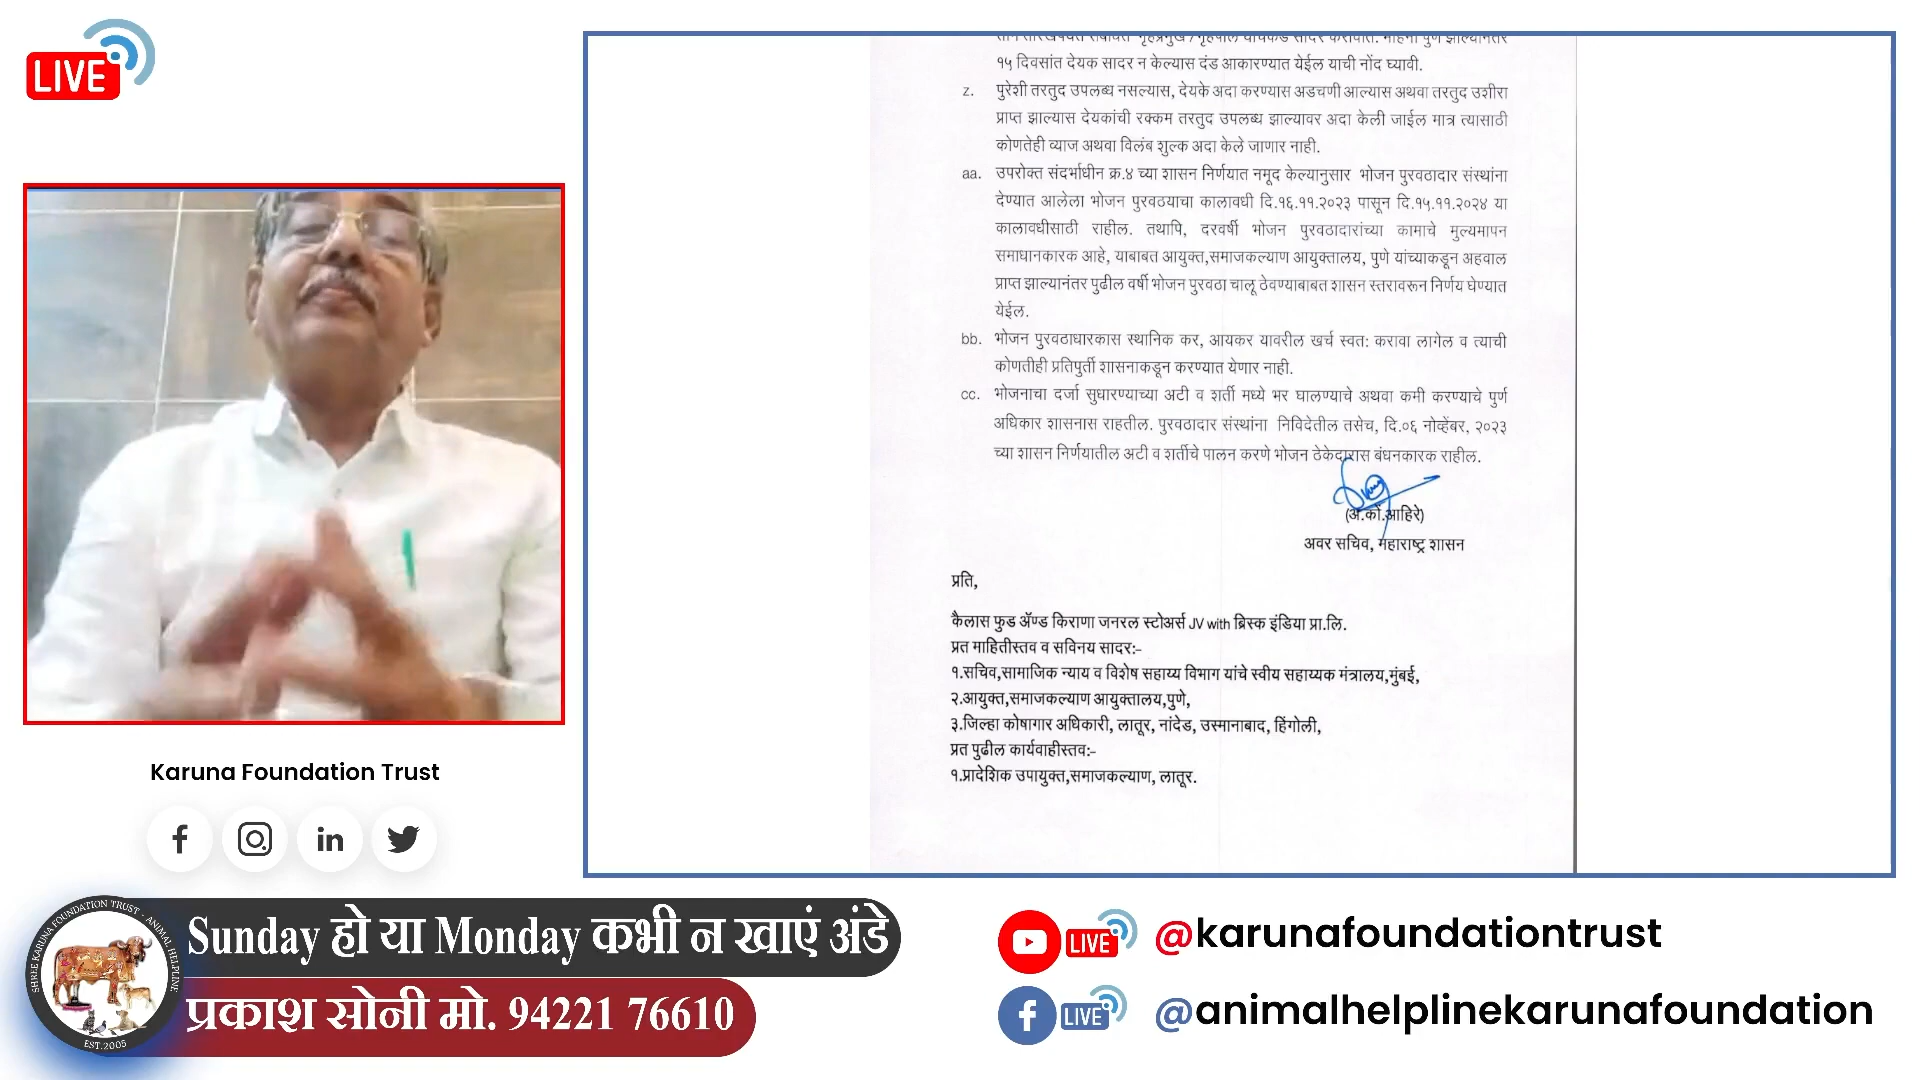 LIVE
१५ दिवसांत देयक सादर न केल्यास दंड आकारण्यात येईल याची नोंद घ्यावी.
z. पुरेशी तरतुद उपलब्ध नसल्यास, देयके अदा करण्यास अडचणी आल्यास अथवा तरतुद उशीरा
प्राप्त झाल्यास देयकांची रक्कम तरतुद उपलब्ध झाल्यावर अदा केली जाईल मात्र त्यासाठी
कोणतेही व्याज अथवा विलंब शुल्क अदा केले जाणार नाही.
aa. उपरोक्त संदर्भाधीन क्र.४ च्या शासन निर्णयात नमूद केल्यानुसार भोजन पुरवठादार संस्थांना
देण्यात आलेला भोजन पुरवठयाचा कालावधी दि.१६.११.२०२३ पासून दि.१५.११.२०२४ या
कालावधीसाठी राहील. तथापि, दरवर्षी भोजन पुरवठादारांच्या कामाचे मुल्यमापन
समाधानकारक आहे, याबाबत आयुक्त,समाजकल्याण आयुक्तालय, पुणे यांच्याकडून अहवाल
प्राप्त झाल्यानंतर पुढील वर्षी भोजन पुरवठा चालू ठेवण्याबाबत शासन स्तरावरून निर्णय घेण्यात
येईल.
bb. भोजन पुरवठाधारकास स्थानिक कर, आयकर यावरील खर्च स्वत: करावा लागेल व त्याची
कोणतीही प्रतिपुर्ती शासनाकडून करण्यात येणार नाही.
cc. भोजनाचा दर्जा सुधारण्याच्या अटी व शर्ती मध्ये भर घालण्याचे अथवा कमी करण्याचे पुर्ण
अधिकार शासनास राहतील. पुरवठादार संस्थांना निविदेतील तसेच, दि.०६ नोव्हेंबर, २०२३
च्या शासन निर्णयातील अटी व शर्तीचे पालन करणे भोजन ठेकेदारास बंधनकारक राहील.
(अ.को.आहिरे)
अवर सचिव, महाराष्ट्र शासन
प्रति,
कैलास फुड ॲण्ड किराणा जनरल स्टोअर्स JV with ब्रिस्क इंडिया प्रा.लि.
प्रत माहितीस्तव व सविनय सादर:-
१.सचिव,सामाजिक न्याय व विशेष सहाय्य विभाग यांचे स्वीय सहाय्यक मंत्रालय,मुंबई,
२.आयुक्त,समाजकल्याण आयुक्तालय,पुणे,
३.जिल्हा कोषागार अधिकारी, लातूर, नांदेड, उस्मानाबाद, हिंगोली,
प्रत पुढील कार्यवाहीस्तव:-
१.प्रादेशिक उपायुक्त,समाजकल्याण, लातूर.
Karuna Foundation Trust
SHREE KARUNA FOUNDATION TRUST - ANIMAL HELPLINE
EST.2005
Sunday हो या Monday कभी न खाएं अंडे
प्रकाश सोनी मो. 94221 76610
LIVE @karunafoundationtrust
LIVE @animalhelplinekarunafoundation